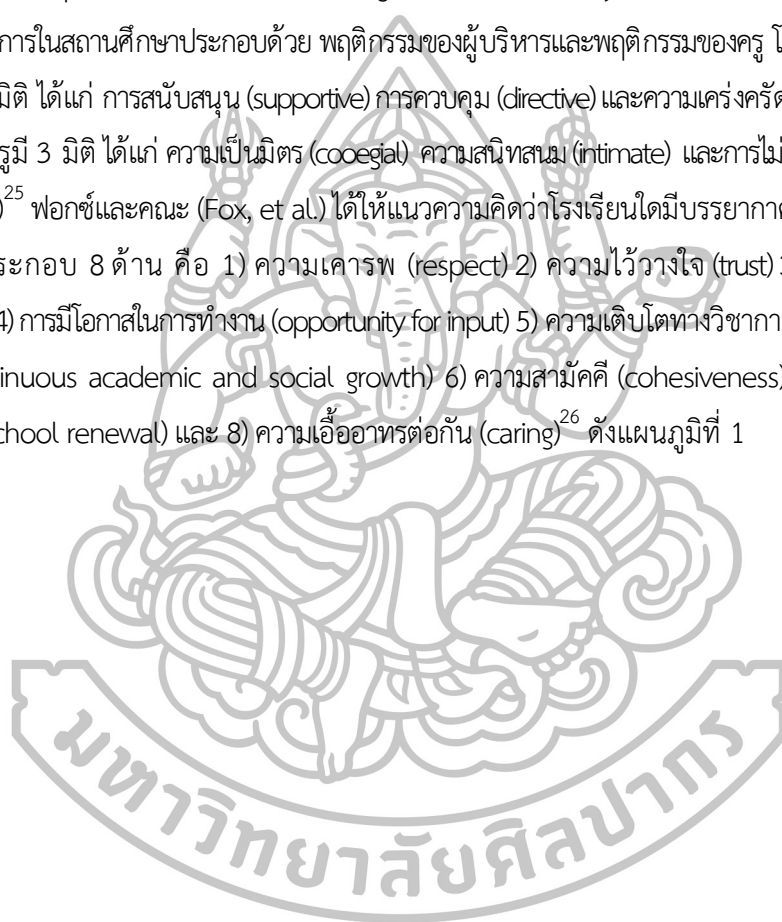 การในสถานศึกษาประกอบด้วย พฤติกรรมของผู้บริหารและพฤติกรรมของครู
มิติ ได้แก่ การสนับสนุน (supportive) การควบคุม (directive) และความเคร่งครัด
รูมี 3 มิติ ได้แก่ ความเป็นมิตร (cooegial) ความสนิทสนม (intimate) และการไม่
)25 ฟอกซ์และคณะ (Fox, et al.) ได้ให้แนวความคิดว่าโรงเรียนใดมีบรรยากาศ
ระกอบ 8 ด้าน คือ 1) ความเคารพ (respect) 2) ความไว้วางใจ (trust)
4) การมีโอกาสในการทำงาน (opportunity for input) 5) ความเติบโตทางวิชากา
inuous academic and social growth) 6) ความสามัคคี (cohesiveness)
chool renewal) และ 8) ความเอื้ออาทรต่อกัน (caring)26 ดังแผนภูมิที่ 1
มหาวิทยาลัยศิลปากร